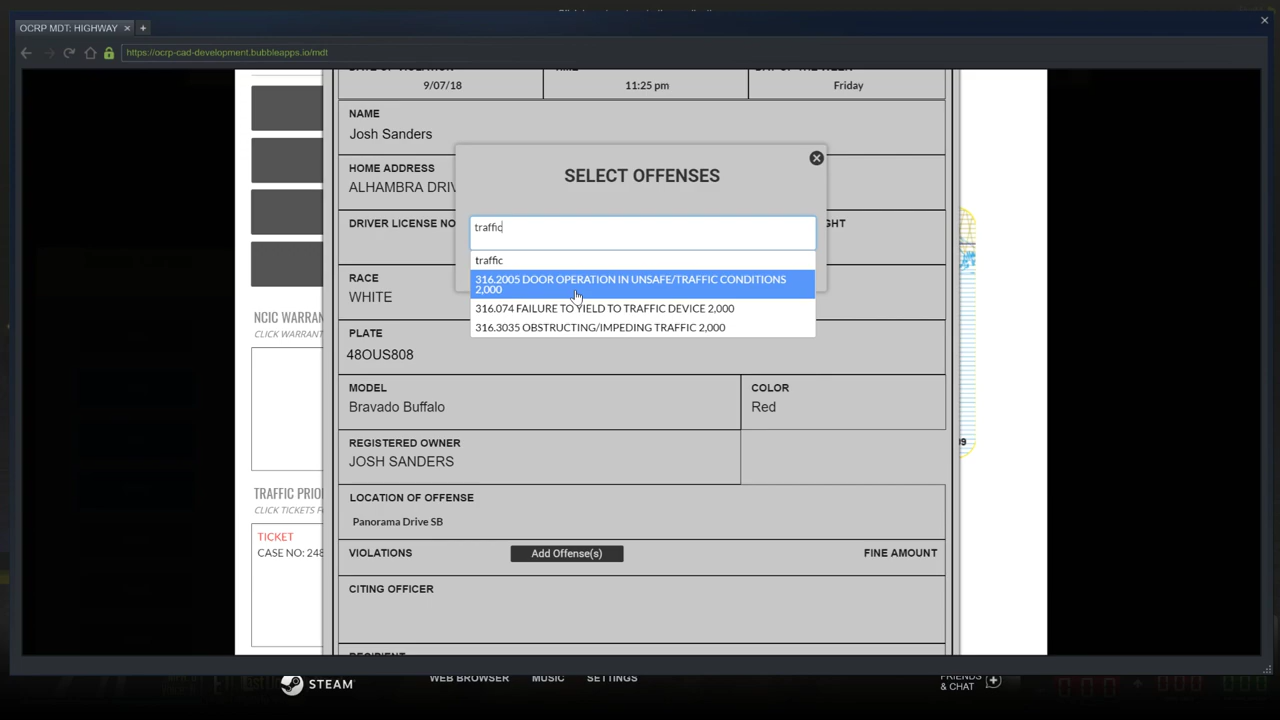 OCRP MDT: HIGHWAY
https://ocrp-cad-development.bubbleapps.io/mdt
9/07/18
11:25 pm
Friday
NAME
Josh Sanders
HOME ADDRESS
ALHAMBRA DRIV
DRIVER LICENSE NO
GHT
SELECT OFFENSES
traffic
traffic
316.2005 DOOR OPERATION IN UNSAFE/TRAFFIC CONDITIONS
2,000
316.074 FAILURE TO YIELD TO TRAFFIC DEVICE 2,000
316.3035 OBSTRUCTING/IMPEDING TRAFFIC 2,000
RACE
WHITE
NCIC WARRAN
CLICK WARRANT
PLATE
48OUS808
MODEL
Bravado Buffalo
COLOR
Red
REGISTERED OWNER
JOSH SANDERS
TRAFFIC PRIO
CLICK TICKETS F
LOCATION OF OFFENSE
Panorama Drive SB
TICKET
CASE NO: 248
VIOLATIONS
Add Offense(s)
FINE AMOUNT
CITING OFFICER
STEAM
WEB BROWSER
MUSIC
SETTINGS
FRIENDS
& CHAT